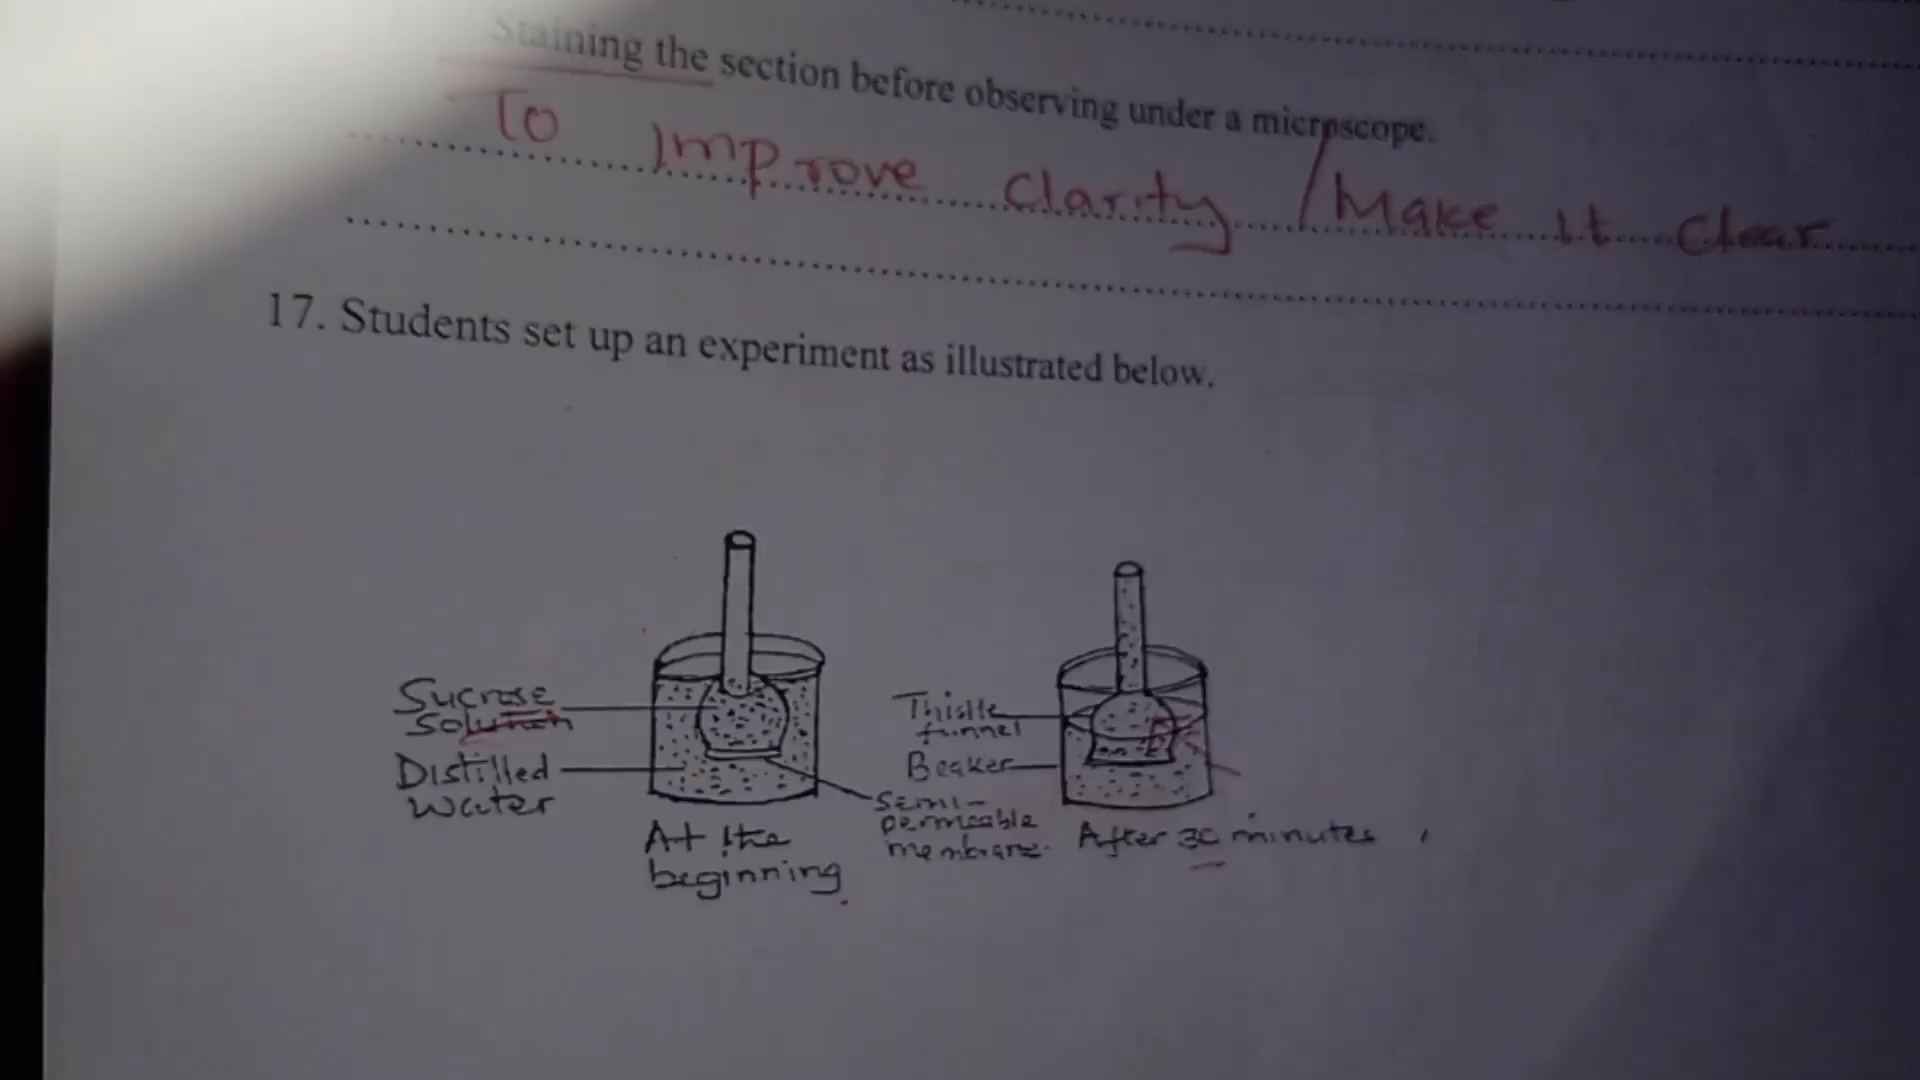 Staining the section before observing under a microscope.
To Improve Clarity / Make it Clear
17. Students set up an experiment as illustrated below.
Sucrose
Solution
Distilled
Water
At the
beginning
Semi-
permeable
membrane.
Thistle
funnel
Beaker
After 30 minutes